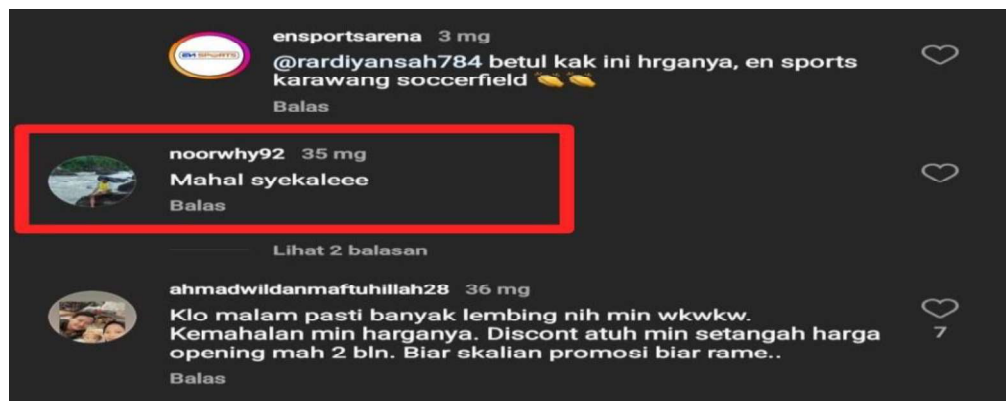 EN SPORTS
ensportsarena 3 mg
@rardiyansah784 betul kak ini hrganya, en sports
karawang soccerfield 👏👏
Balas
noorwhy92 35 mg
Mahal syekaleee
Balas
Lihat 2 balasan
ahmadwildanmaftuhillah28 36 mg
Klo malam pasti banyak lembing nih min wkwkw.
Kemahalan min harganya. Discont atuh min setangah harga
opening mah 2 bln. Biar skalian promosi biar rame..
7
Balas